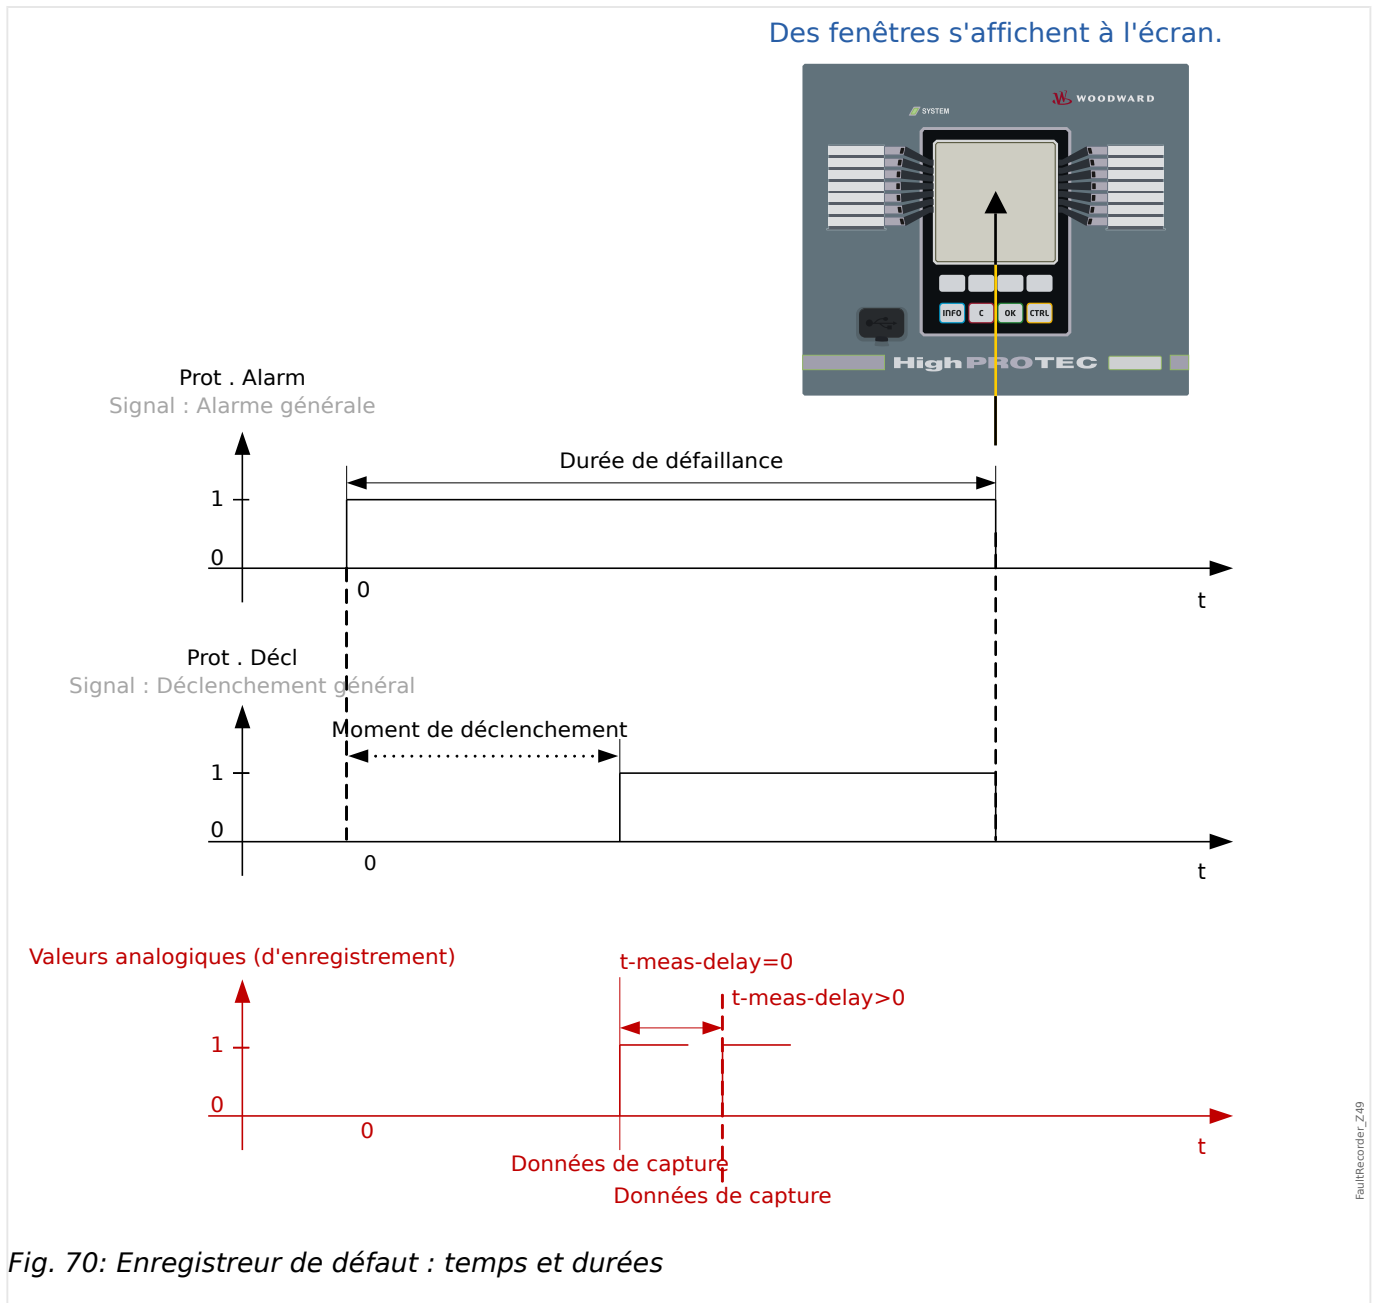 Des fenêtres s'affichent à l'écran.
WOODWARD
SYSTEM
INFO C OK CTRL
HighPROTEC
Prot . Alarm
Signal : Alarme générale
Durée de défaillance
1
0
0
t
Prot . Décl
Signal : Déclenchement général
Moment de déclenchement
1
0
0
t
Valeurs analogiques (d'enregistrement)
t-meas-delay=0
t-meas-delay>0
1
0
0
t
Données de capture
Données de capture
FaultRecorder_Z49
Fig. 70: Enregistreur de défaut : temps et durées